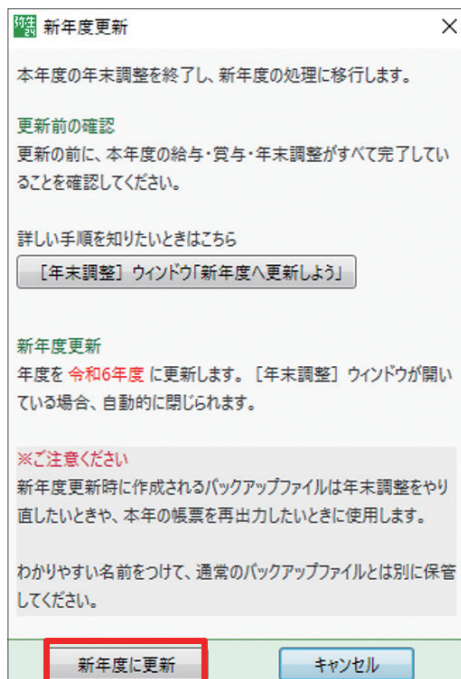 弥生
24
新年度更新
本年度の年末調整を終了し、新年度の処理に移行します。
更新前の確認
更新の前に、本年度の給与・賞与・年末調整がすべて完了してい
ることを確認してください。
詳しい手順を知りたいときはこちら
［年末調整］ウィンドウ「新年度へ更新しよう」
新年度更新
年度を 令和6年度 に更新します。［年末調整］ウィンドウが開い
ている場合、自動的に閉じられます。
※ご注意ください
新年度更新時に作成されるバックアップファイルは年末調整をやり
直したいときや、本年の帳票を再出力したいときに使用します。
わかりやすい名前をつけて、通常のバックアップファイルとは別に保管
してください。
新年度に更新
キャンセル